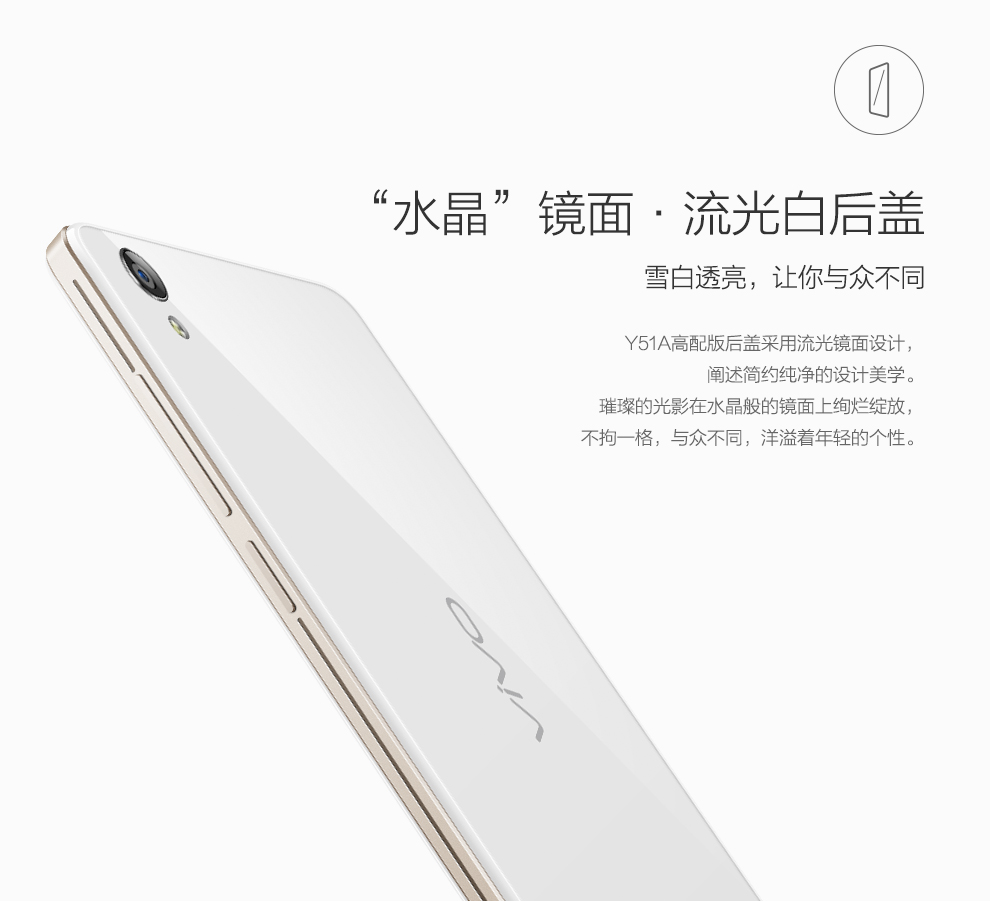 “水晶”镜面·流光白后盖
雪白透亮，让你与众不同
Y51A高配版后盖采用流光镜面设计，
阐述简约纯净的设计美学。
璀璨的光影在水晶般的镜面上绚烂绽放，
不拘一格，与众不同，洋溢着年轻的个性。
vivo